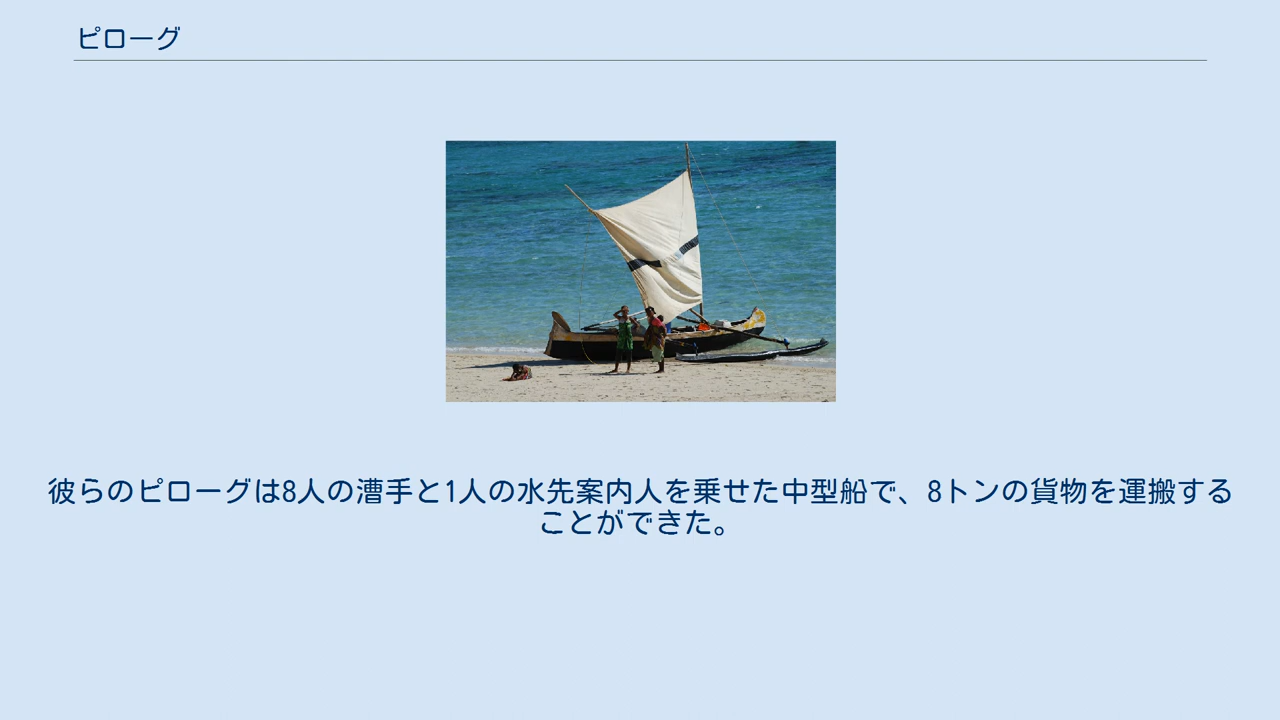 ピローグ
彼らのピローグは8人の漕手と1人の水先案内人を乗せた中型船で、8トンの貨物を運搬する
ことができた。